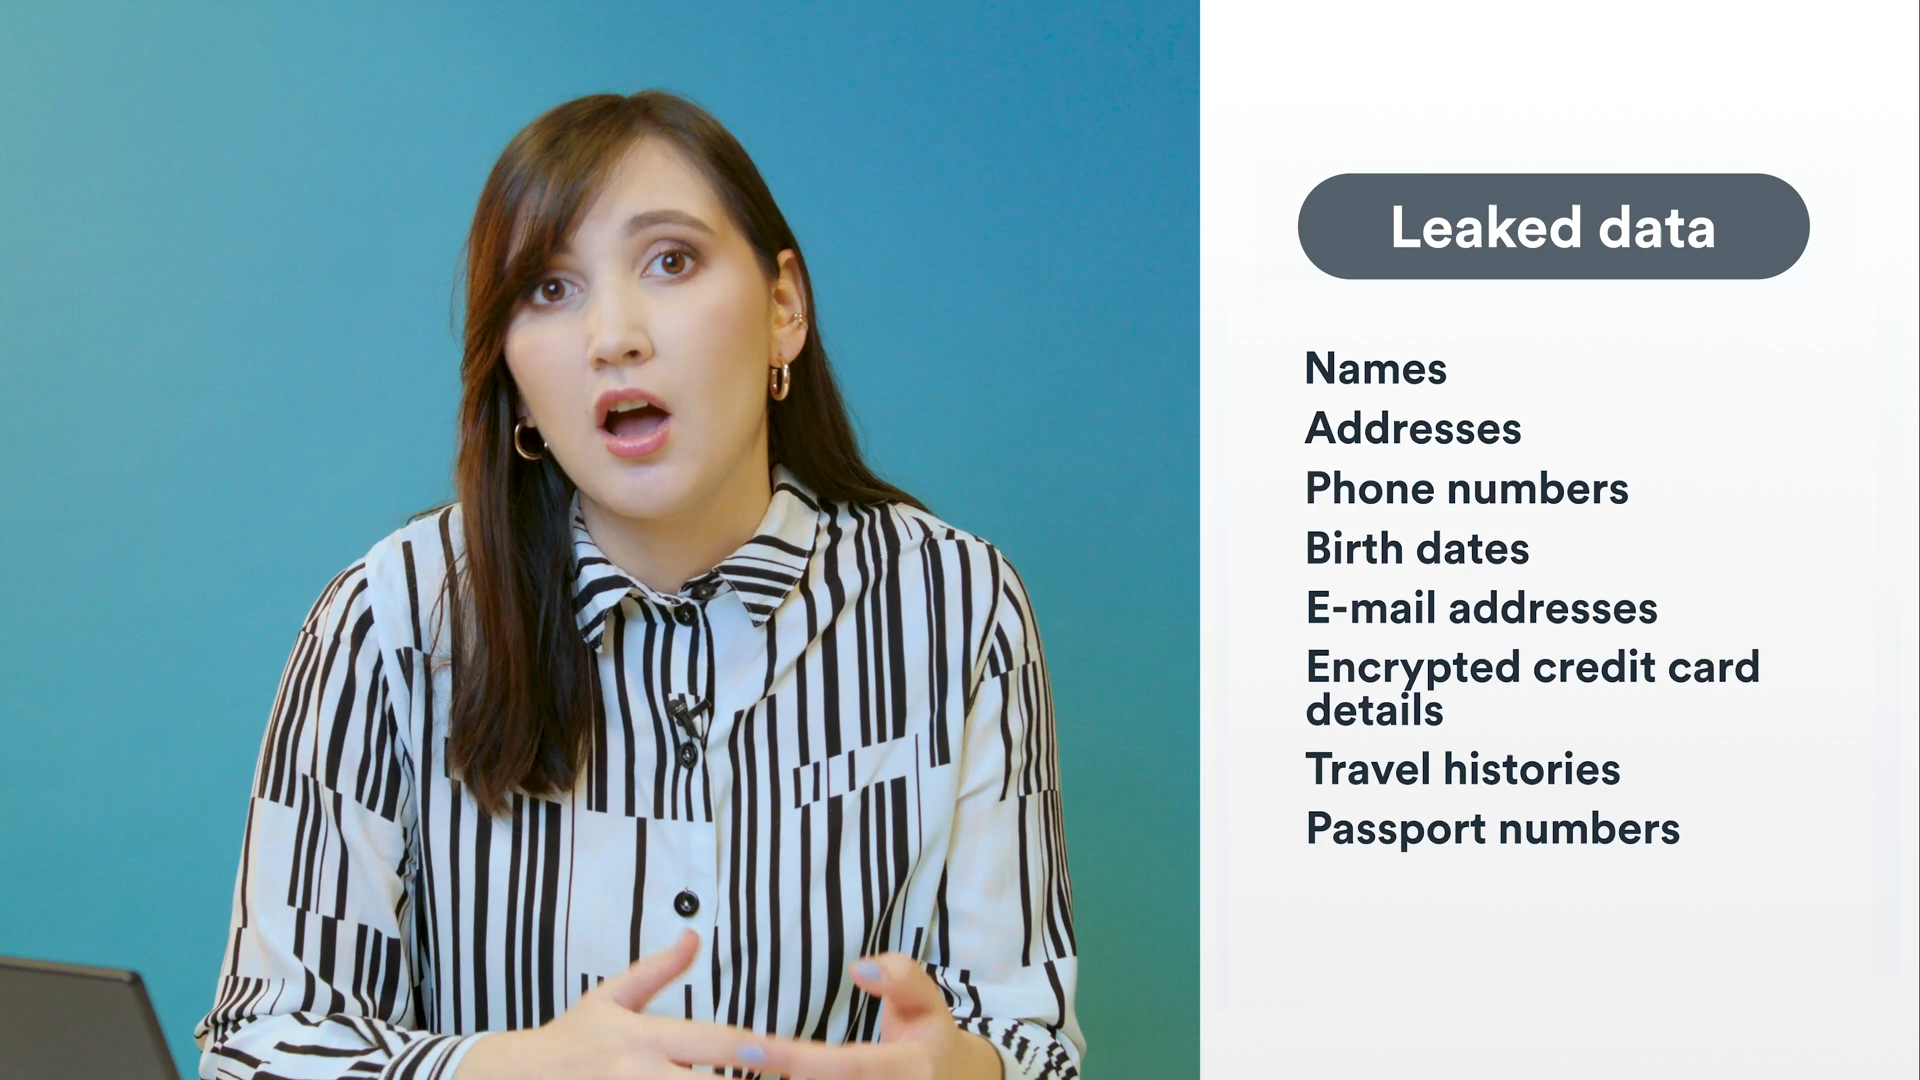 Leaked data
Names
Addresses
Phone numbers
Birth dates
E-mail addresses
Encrypted credit card
details
Travel histories
Passport numbers